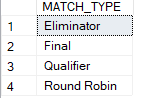 MATCH_TYPE
1 Eliminator
2 Final
3 Qualifier
4 Round Robin